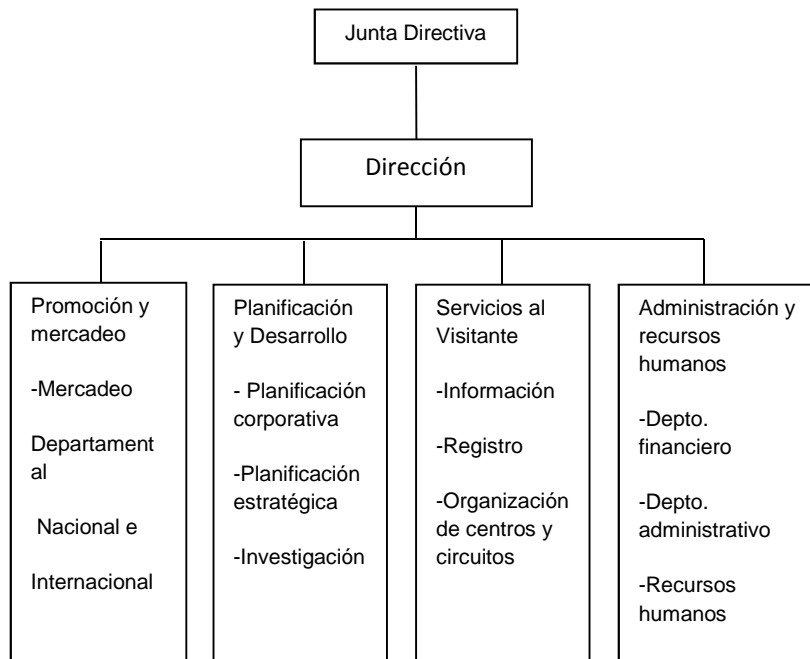 Junta Directiva
Dirección
Promoción y
mercadeo
-Mercadeo
Departament
al
Nacional e
Internacional
Planificación
y Desarrollo
- Planificación
corporativa
-Planificación
estratégica
-Investigación
Servicios al
Visitante
-Información
-Registro
-Organización
de centros y
circuitos
Administración y
recursos
humanos
-Depto.
financiero
-Depto.
administrativo
-Recursos
humanos